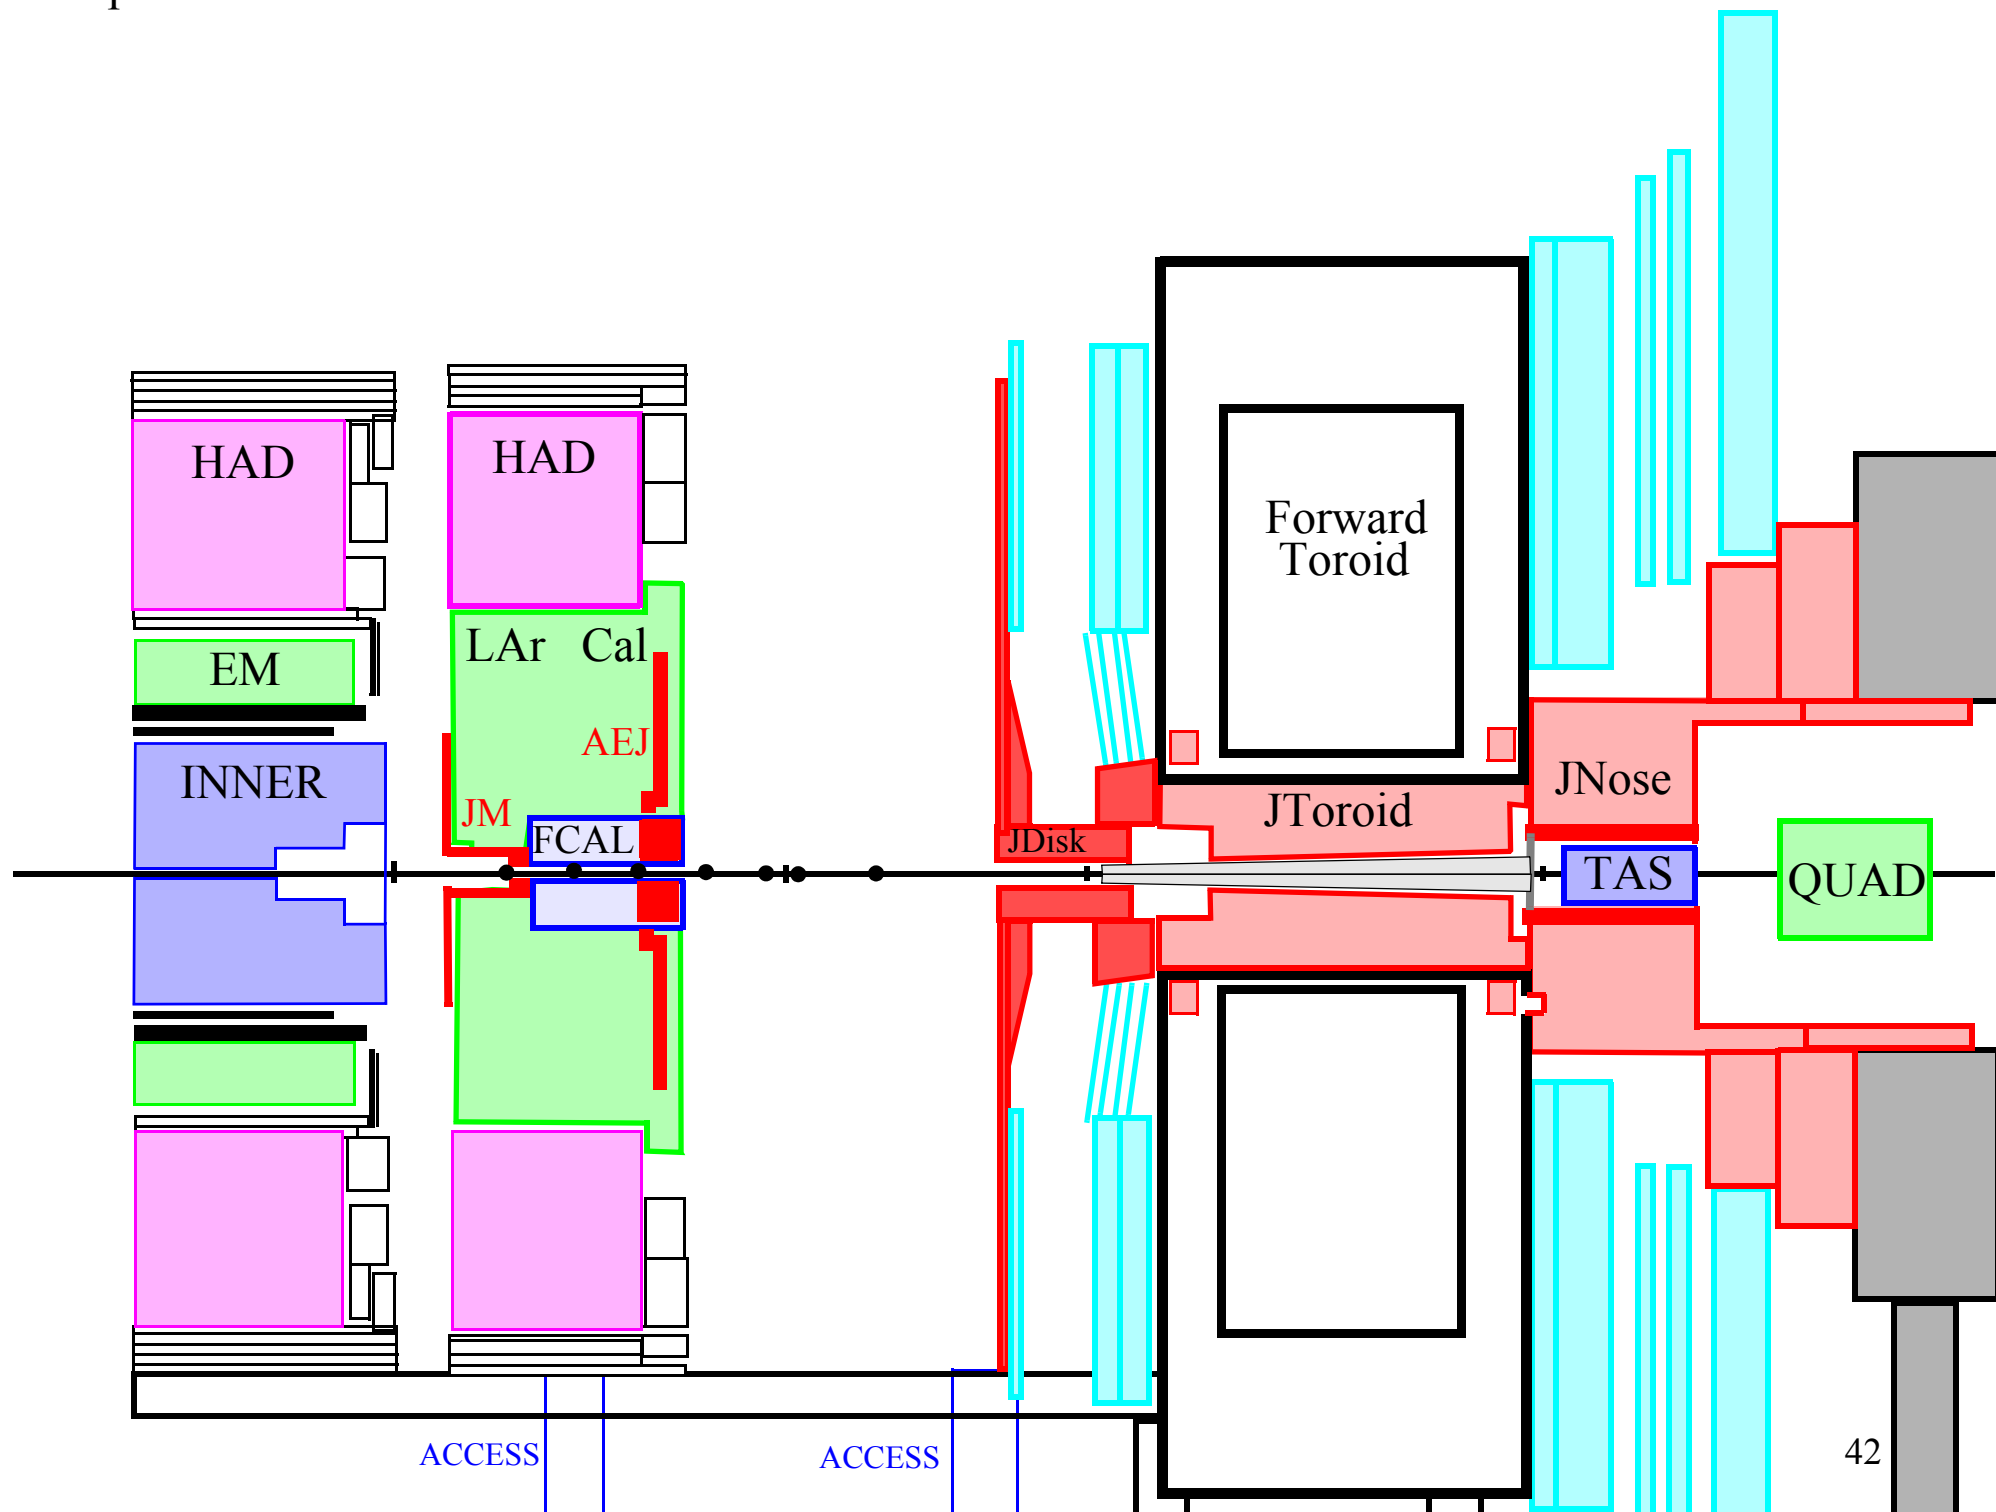 HAD
HAD
Forward
Toroid
LAr Cal
EM
AEJ
INNER
JM
FCAL
JDisk
JToroid
JNose
TAS
QUAD
ACCESS
ACCESS
42